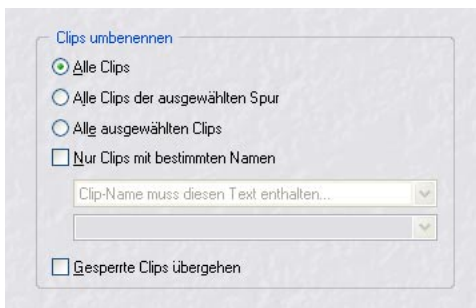 Clips umbenennen
Alle Clips
Alle Clips der ausgewählten Spur
Alle ausgewählten Clips
Nur Clips mit bestimmten Namen
Clip-Name muss diesen Text enthalten...
Gesperrte Clips übergehen